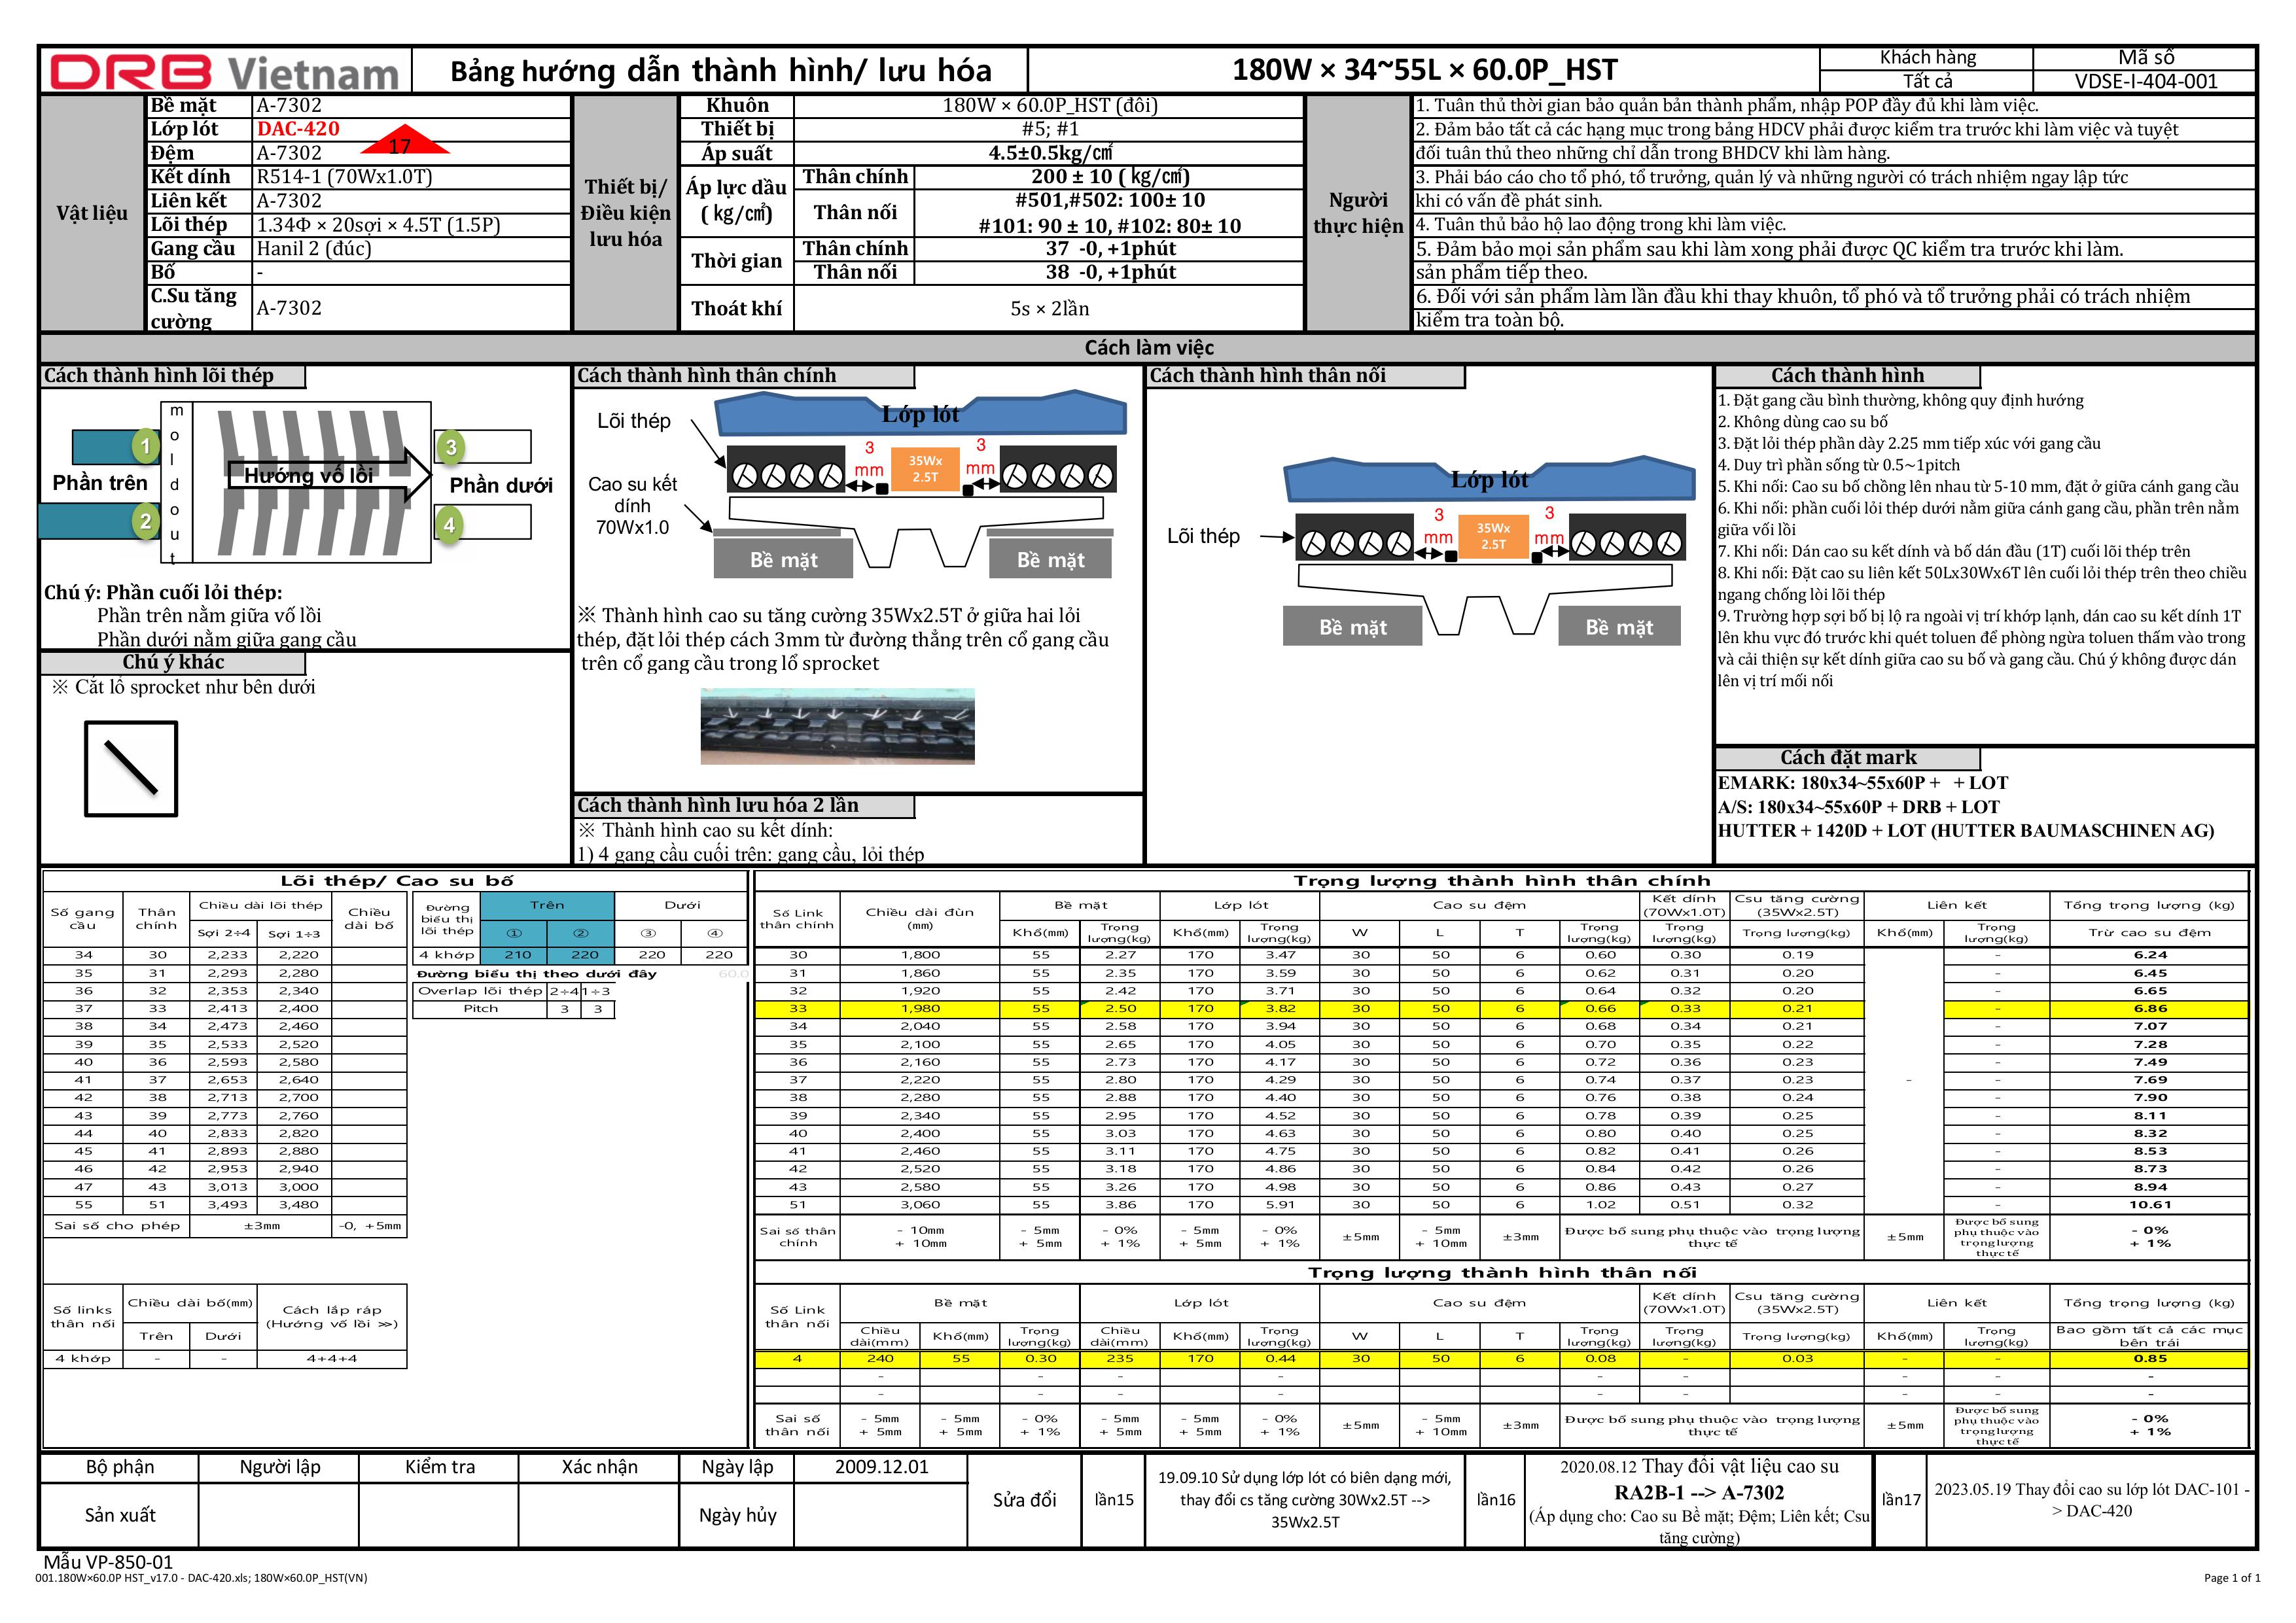 DRB Vietnam
Bảng hướng dẫn thành hình/ lưu hóa
180W × 34~55L × 60.0P_HST
Khách hàng
Mã số
Tất cả
VDSE-I-404-001
Vật liệu
Bề mặt A-7302
Lớp lót DAC-420
17
Đệm A-7302
Kết dính R514-1 (70Wx1.0T)
Liên kết A-7302
Lõi thép 1.34Φ × 20sợi × 4.5T (1.5P)
Gang cầu Hanil 2 (đúc)
Bố -
C.Su tăng cường A-7302
Thiết bị/
Điều kiện
lưu hóa
Khuôn 180W × 60.0P_HST (đôi)
Thiết bị #5; #1
Áp suất 4.5±0.5kg/㎠
Áp lực dầu
( kg/㎠)
Thân chính 200 ± 10 ( kg/㎠)
Thân nối
#501,#502: 100± 10
#101: 90 ± 10, #102: 80± 10
Thời gian
Thân chính 37 -0, +1phút
Thân nối 38 -0, +1phút
Thoát khí 5s × 2lần
Người
thực hiện
1. Tuân thủ thời gian bảo quản bản thành phẩm, nhập POP đầy đủ khi làm việc.
2. Đảm bảo tất cả các hạng mục trong bảng HDCV phải được kiểm tra trước khi làm việc và tuyệt
đối tuân thủ theo những chỉ dẫn trong BHDCV khi làm hàng.
3. Phải báo cáo cho tổ phó, tổ trưởng, quản lý và những người có trách nhiệm ngay lập tức
khi có vấn đề phát sinh.
4. Tuân thủ bảo hộ lao động trong khi làm việc.
5. Đảm bảo mọi sản phẩm sau khi làm xong phải được QC kiểm tra trước khi làm.
sản phẩm tiếp theo.
6. Đối với sản phẩm làm lần đầu khi thay khuôn, tổ phó và tổ trưởng phải có trách nhiệm
kiểm tra toàn bộ.
Cách làm việc
Cách thành hình lõi thép
m
o
l
d
o
u
t
1
2
3
4
Phần trên
Hướng vố lồi
Phần dưới
Chú ý: Phần cuối lỏi thép:
Phần trên nằm giữa vố lồi
Phần dưới nằm giữa gang cầu
Chú ý khác
※ Cắt lổ sprocket như bên dưới
Cách thành hình thân chính
Lớp lót
Lõi thép
3
mm
35Wx
2.5T
3
mm
Cao su kết
dính
70Wx1.0
Bề mặt
Bề mặt
※ Thành hình cao su tăng cường 35Wx2.5T ở giữa hai lỏi
thép, đặt lỏi thép cách 3mm từ đường thẳng trên cổ gang cầu
trên cổ gang cầu trong lổ sprocket
Cách thành hình lưu hóa 2 lần
※ Thành hình cao su kết dính:
1) 4 gang cầu cuối trên: gang cầu, lỏi thép
Cách thành hình thân nối
Lớp lót
Lõi thép
3
mm
35Wx
2.5T
3
mm
Bề mặt
Bề mặt
Cách thành hình
1. Đặt gang cầu bình thường, không quy định hướng
2. Không dùng cao su bố
3. Đặt lỏi thép phần dày 2.25 mm tiếp xúc với gang cầu
4. Duy trì phần sống từ 0.5~1pitch
5. Khi nối: Cao su bố chồng lên nhau từ 5-10 mm, đặt ở giữa cánh gang cầu
6. Khi nối: phần cuối lỏi thép dưới nằm giữa cánh gang cầu, phần trên nằm
giữa vối lồi
7. Khi nối: Dán cao su kết dính và bố dán đầu (1T) cuối lõi thép trên
8. Khi nối: Đặt cao su liên kết 50Lx30Wx6T lên cuối lỏi thép trên theo chiều
ngang chống lòi lõi thép
9. Trường hợp sợi bố bị lộ ra ngoài vị trí khớp lạnh, dán cao su kết dính 1T
lên khu vực đó trước khi quét toluen để phòng ngừa toluen thấm vào trong
và cải thiện sự kết dính giữa cao su bố và gang cầu. Chú ý không được dán
lên vị trí mối nối
Cách đặt mark
EMARK: 180x34~55x60P + + LOT
A/S: 180x34~55x60P + DRB + LOT
HUTTER + 1420D + LOT (HUTTER BAUMASCHINEN AG)
Lõi thép/ Cao su bố
Số gang cầu Thân chính Chiều dài lõi thép Chiều dài bố
Sợi 2÷4 Sợi 1÷3
34 30 2,233 2,220
35 31 2,293 2,280
36 32 2,353 2,340
37 33 2,413 2,400
38 34 2,473 2,460
39 35 2,533 2,520
40 36 2,593 2,580
41 37 2,653 2,640
42 38 2,713 2,700
43 39 2,773 2,760
44 40 2,833 2,820
45 41 2,893 2,880
46 42 2,953 2,940
47 43 3,013 3,000
55 51 3,493 3,480
Sai số cho phép ±3mm -0, +5mm
Đường biểu thị lõi thép Trên Dưới
① ② ③ ④
4 khớp 210 220 220 220
Đường biểu thị theo dưới đây 60.0
Overlap lõi thép 2÷4 1÷3
Pitch 3 3
Số links thân nối Chiều dài bố(mm) Cách lắp ráp (Hướng vố lồi ≫)
Trên Dưới
4 khớp - - 4+4+4
Trọng lượng thành hình thân chính
Số Link thân chính Chiều dài đùn (mm) Bề mặt Lớp lót Cao su đệm Kết dính (70Wx1.0T) Csu tăng cường (35Wx2.5T) Liên kết Tổng trọng lượng (kg)
Khổ(mm) Trọng lượng(kg) Khổ(mm) Trọng lượng(kg) W L T Trọng lượng(kg) Trọng lượng(kg) Trọng lượng(kg) Khổ(mm) Trọng lượng(kg) Trừ cao su đệm
30 1,800 55 2.27 170 3.47 30 50 6 0.60 0.30 0.19 - 6.24
31 1,860 55 2.35 170 3.59 30 50 6 0.62 0.31 0.20 - 6.45
32 1,920 55 2.42 170 3.71 30 50 6 0.64 0.32 0.20 - 6.65
33 1,980 55 2.50 170 3.82 30 50 6 0.66 0.33 0.21 - 6.86
34 2,040 55 2.58 170 3.94 30 50 6 0.68 0.34 0.21 - 7.07
35 2,100 55 2.65 170 4.05 30 50 6 0.70 0.35 0.22 - 7.28
36 2,160 55 2.73 170 4.17 30 50 6 0.72 0.36 0.23 - 7.49
37 2,220 55 2.80 170 4.29 30 50 6 0.74 0.37 0.23 - - 7.69
38 2,280 55 2.88 170 4.40 30 50 6 0.76 0.38 0.24 - 7.90
39 2,340 55 2.95 170 4.52 30 50 6 0.78 0.39 0.25 - 8.11
40 2,400 55 3.03 170 4.63 30 50 6 0.80 0.40 0.25 - 8.32
41 2,460 55 3.11 170 4.75 30 50 6 0.82 0.41 0.26 - 8.53
42 2,520 55 3.18 170 4.86 30 50 6 0.84 0.42 0.26 - 8.73
43 2,580 55 3.26 170 4.98 30 50 6 0.86 0.43 0.27 - 8.94
51 3,060 55 3.86 170 5.91 30 50 6 1.02 0.51 0.32 - 10.61
Sai số thân chính - 10mm + 10mm - 5mm + 5mm - 0% + 1% - 5mm + 5mm - 0% + 1% ±5mm - 5mm + 10mm ±3mm Được bổ sung phụ thuộc vào trọng lượng thực tế ±5mm Được bổ sung phụ thuộc vào trọng lượng thực tế - 0% + 1%
Trọng lượng thành hình thân nối
Số Link thân nối Bề mặt Lớp lót Cao su đệm Kết dính (70Wx1.0T) Csu tăng cường (35Wx2.5T) Liên kết Tổng trọng lượng (kg)
Chiều dài(mm) Khổ(mm) Trọng lượng(kg) Chiều dài(mm) Khổ(mm) Trọng lượng(kg) W L T Trọng lượng(kg) Trọng lượng(kg) Trọng lượng(kg) Khổ(mm) Trọng lượng(kg) Bao gồm tất cả các mục bên trái
4 240 55 0.30 235 170 0.44 30 50 6 0.08 - 0.03 - - 0.85
- - - - - - - -
- - - - - - - -
Sai số thân nối - 5mm + 5mm - 5mm + 5mm - 0% + 1% - 5mm + 5mm - 5mm + 5mm - 0% + 1% ±5mm - 5mm + 10mm ±3mm Được bổ sung phụ thuộc vào trọng lượng thực tế ±5mm Được bổ sung phụ thuộc vào trọng lượng thực tế - 0% + 1%
Bộ phận Người lập Kiểm tra Xác nhận Ngày lập 2009.12.01
Sản xuất Ngày hủy
Sửa đổi
lần15
19.09.10 Sử dụng lớp lót có biên dạng mới,
thay đổi cs tăng cường 30Wx2.5T -->
35Wx2.5T
lần16
2020.08.12 Thay đổi vật liệu cao su
RA2B-1 --> A-7302
(Áp dụng cho: Cao su Bề mặt; Đệm; Liên kết; Csu
tăng cường)
lần17
2023.05.19 Thay đổi cao su lớp lót DAC-101 -
> DAC-420
Mẫu VP-850-01
001.180W×60.0P HST_v17.0 - DAC-420.xls; 180W×60.0P_HST(VN)
Page 1 of 1